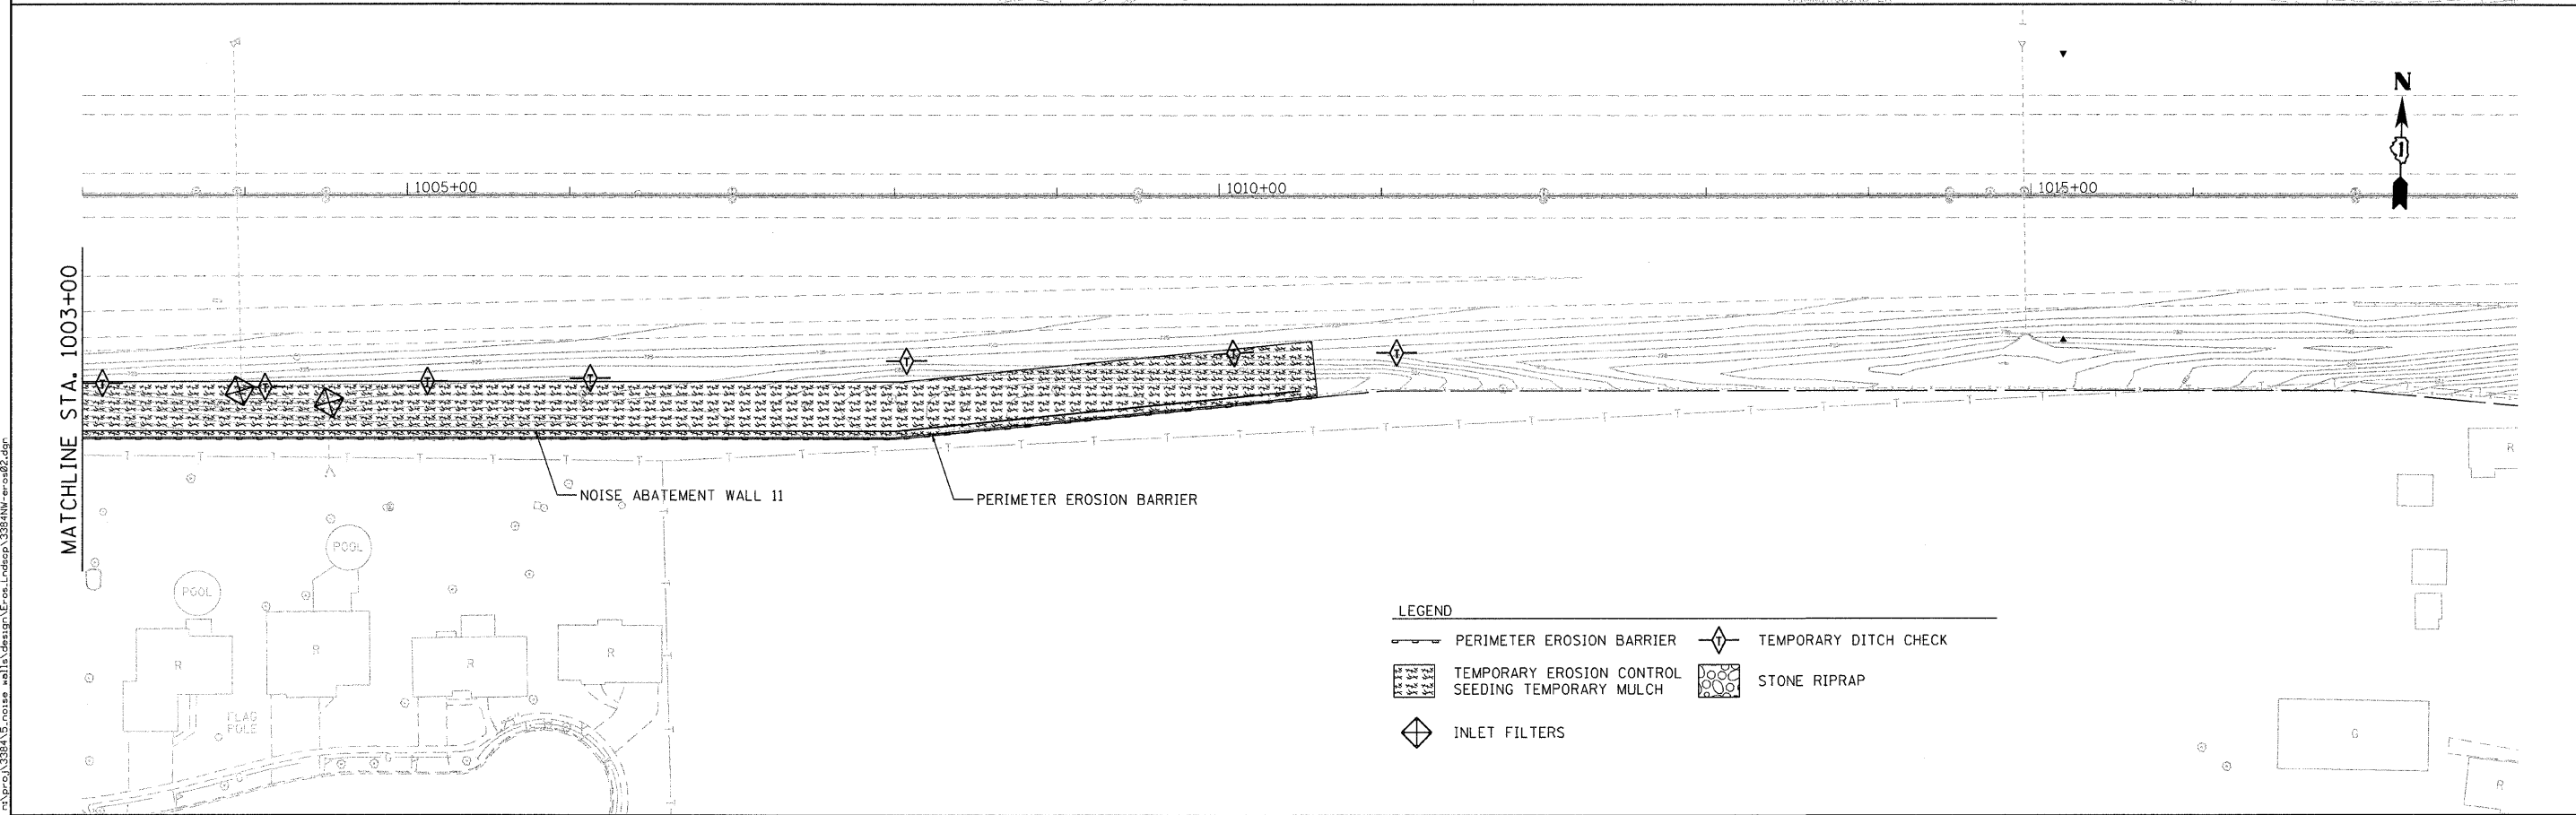 N
1005+00
1010+00
1015+00
MATCHLINE STA. 1003+00
T
T
T
T
T
T
T
NOISE ABATEMENT WALL 11
PERIMETER EROSION BARRIER
POOL
POOL
R
R
R
R
R
FLAG
POLE
G
R
LEGEND
PERIMETER EROSION BARRIER
T
TEMPORARY DITCH CHECK
TEMPORARY EROSION CONTROL
SEEDING TEMPORARY MULCH
STONE RIPRAP
INLET FILTERS